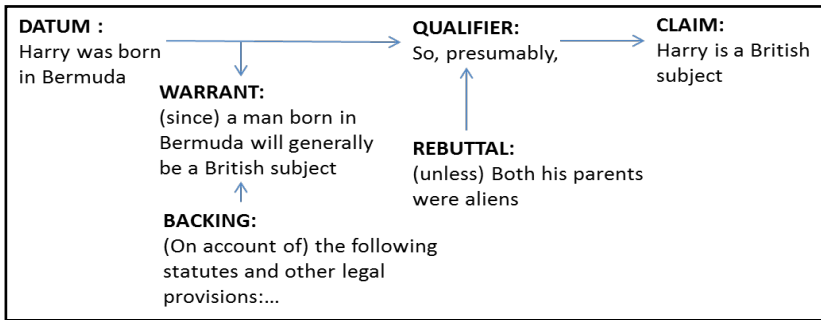 DATUM :
Harry was born
in Bermuda
QUALIFIER:
So, presumably,
CLAIM:
Harry is a British
subject
WARRANT:
(since) a man born in
Bermuda will generally
be a British subject
REBUTTAL:
(unless) Both his parents
were aliens
BACKING:
(On account of) the following
statutes and other legal
provisions:...